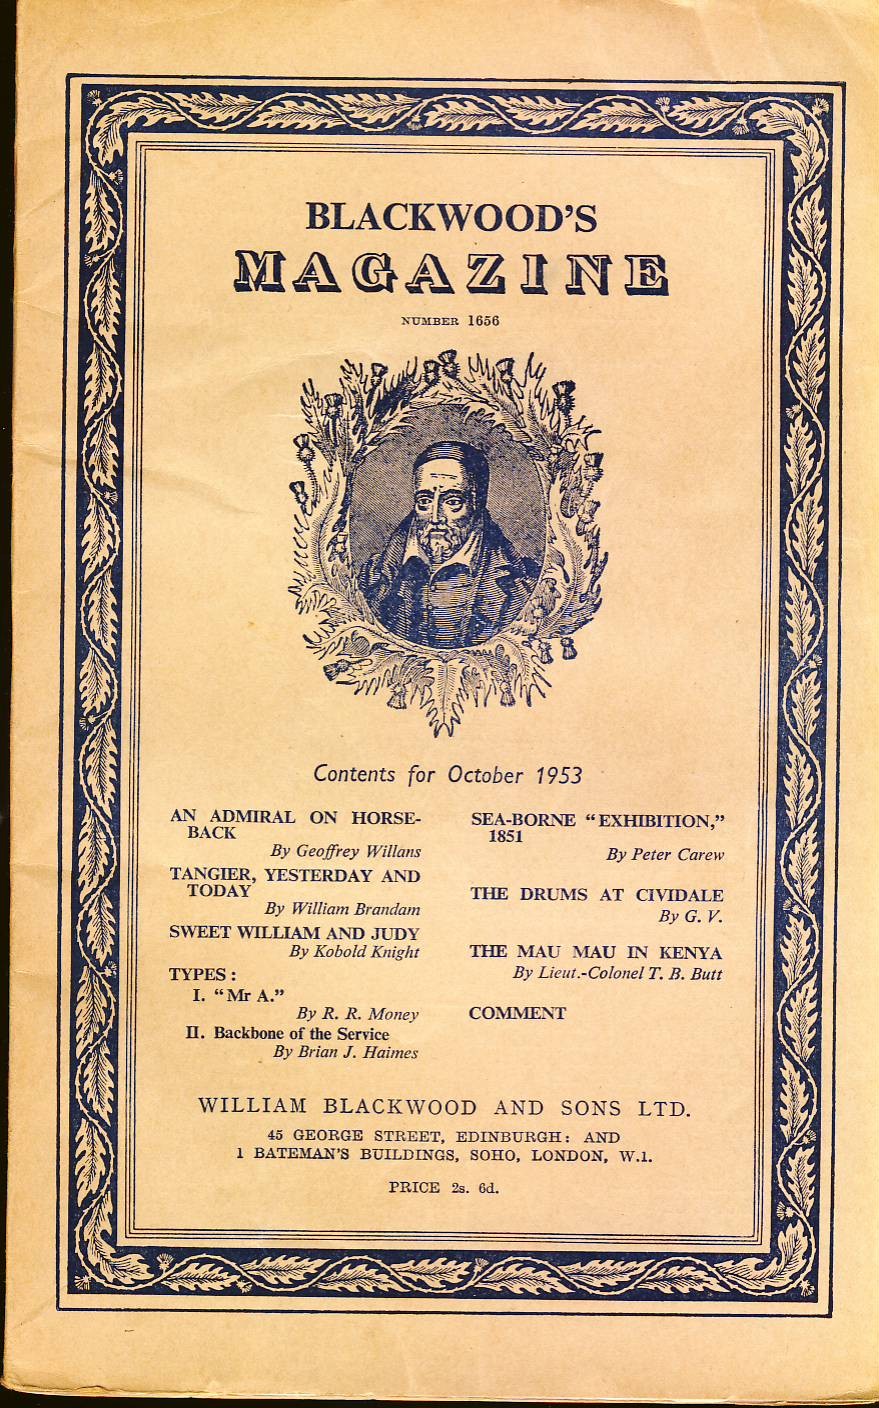 BLACKWOOD'S
MAGAZINE
NUMBER 1656
Contents for October 1953
AN ADMIRAL ON HORSE-
BACK
By Geoffrey Willans
TANGIER, YESTERDAY AND
TODAY
By William Brandam
SWEET WILLIAM AND JUDY
By Kobold Knight
TYPES :
I. “Mr A.”
By R. R. Money
II. Backbone of the Service
By Brian J. Haimes
SEA-BORNE “EXHIBITION,”
1851
By Peter Carew
THE DRUMS AT CIVIDALE
By G. V.
THE MAU MAU IN KENYA
By Lieut.-Colonel T. B. Butt
COMMENT
WILLIAM BLACKWOOD AND SONS LTD.
45 GEORGE STREET, EDINBURGH: AND
1 BATEMAN'S BUILDINGS, SOHO, LONDON, W.1.
PRICE 2s. 6d.